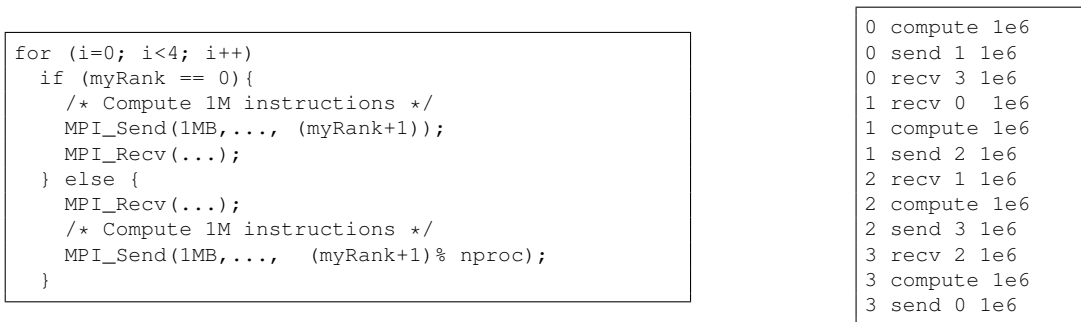 for (i=0; i<4; i++)
  if (myRank == 0){
    /* Compute 1M instructions */
    MPI_Send(1MB,..., (myRank+1));
    MPI_Recv(...);
  } else {
    MPI_Recv(...);
    /* Compute 1M instructions */
    MPI_Send(1MB,...,  (myRank+1)% nproc);
  }
0 compute 1e6
0 send 1 1e6
0 recv 3 1e6
1 recv 0  1e6
1 compute 1e6
1 send 2 1e6
2 recv 1 1e6
2 compute 1e6
2 send 3 1e6
3 recv 2 1e6
3 compute 1e6
3 send 0 1e6